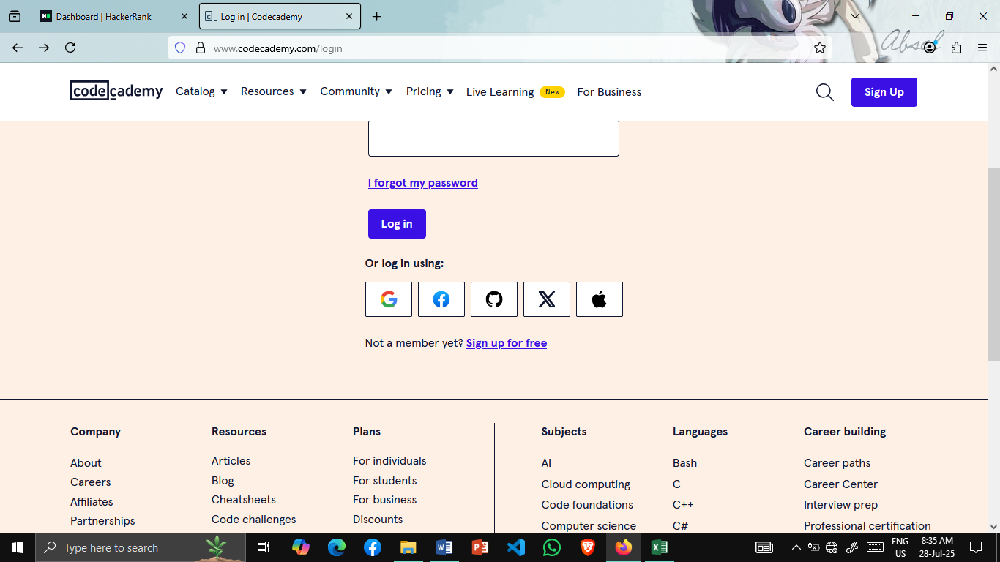 Dashboard | HackerRank
Log in | Codecademy
www.codecademy.com/login
Absol
codecademy Catalog Resources Community Pricing Live Learning New For Business Sign Up
I forgot my password
Log in
Or log in using:
Not a member yet? Sign up for free
Company
About
Careers
Affiliates
Partnerships
Resources
Articles
Blog
Cheatsheets
Code challenges
Plans
For individuals
For students
For business
Discounts
Subjects
AI
Cloud computing
Code foundations
Computer science
Languages
Bash
C
C++
C#
Career building
Career paths
Career Center
Interview prep
Professional certification
Type here to search
ENG
US
8:35 AM
28-Jul-25